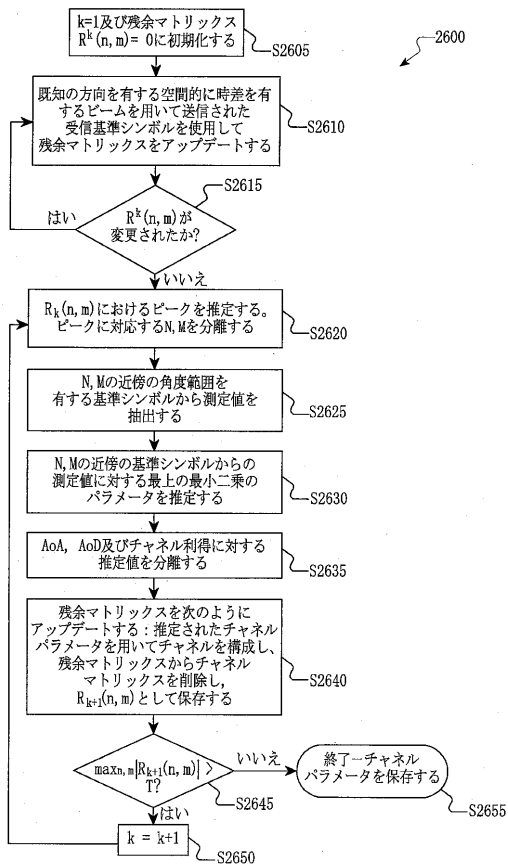 k=1及び残余マトリックス
R^k(n,m)= 0に初期化する
S2605
2600
既知の方向を有する空間的に時差を有
するビームを用いて送信された
受信基準シンボルを使用して
残余マトリックスをアップデートする
S2610
S2615
はい
R^k(n,m)が
変更されたか?
いいえ
R_k(n,m)におけるピークを推定する。
ピークに対応するN,Mを分離する
S2620
N,Mの近傍の角度範囲を
有する基準シンボルから測定値を
抽出する
S2625
N,Mの近傍の基準シンボルからの
測定値に対する最上の最小二乗の
パラメータを推定する
S2630
AoA, AoD及びチャネル利得に対する
推定値を分離する
S2635
残余マトリックスを次のように
アップデートする：推定されたチャネル
パラメータを用いてチャネルを構成し、
残余マトリックスからチャネル
マトリックスを削除し,
R_{k+1}(n,m)として保存する
S2640
max_{n,m}|R_{k+1}(n,m)| >
T?
いいえ
S2645
はい
終了−チャネル
パラメータを保存する
S2655
k = k+1
S2650